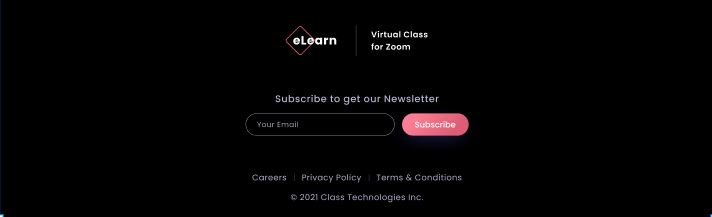 eLearn
Virtual Class
for Zoom
Subscribe to get our Newsletter
Your Email
Subscribe
Careers | Privacy Policy | Terms & Conditions
© 2021 Class Technologies Inc.